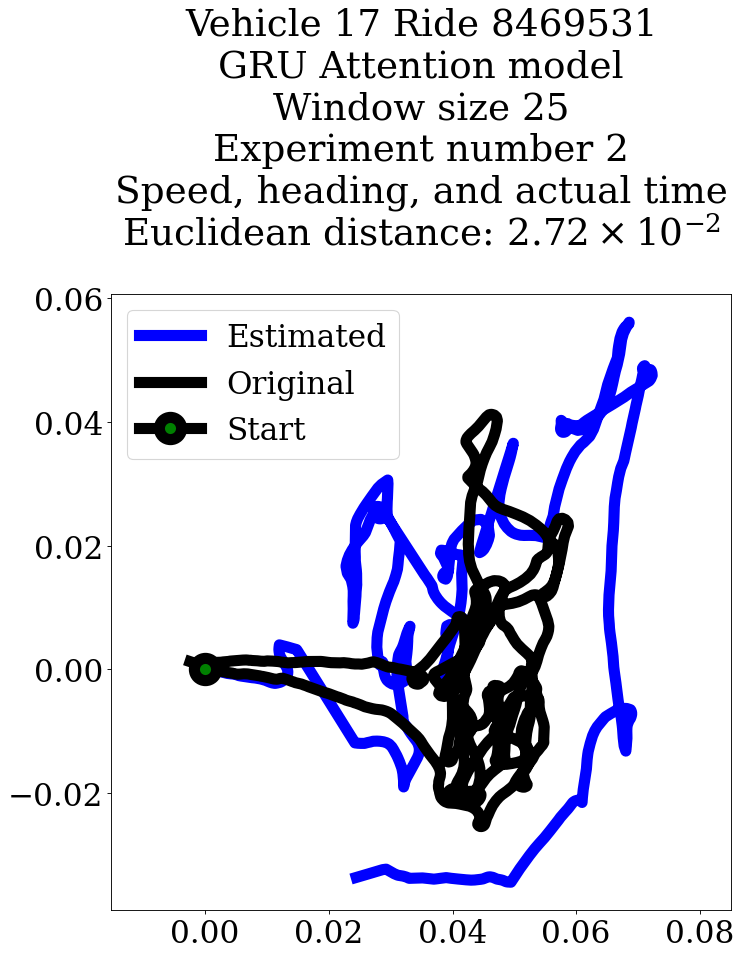 Vehicle 17 Ride 8469531
GRU Attention model
Window size 25
Experiment number 2
Speed, heading, and actual time
Euclidean distance: 2.72 × 10⁻²
0.06
0.04
0.02
0.00
−0.02
Estimated
Original
Start
0.00 0.02 0.04 0.06 0.08